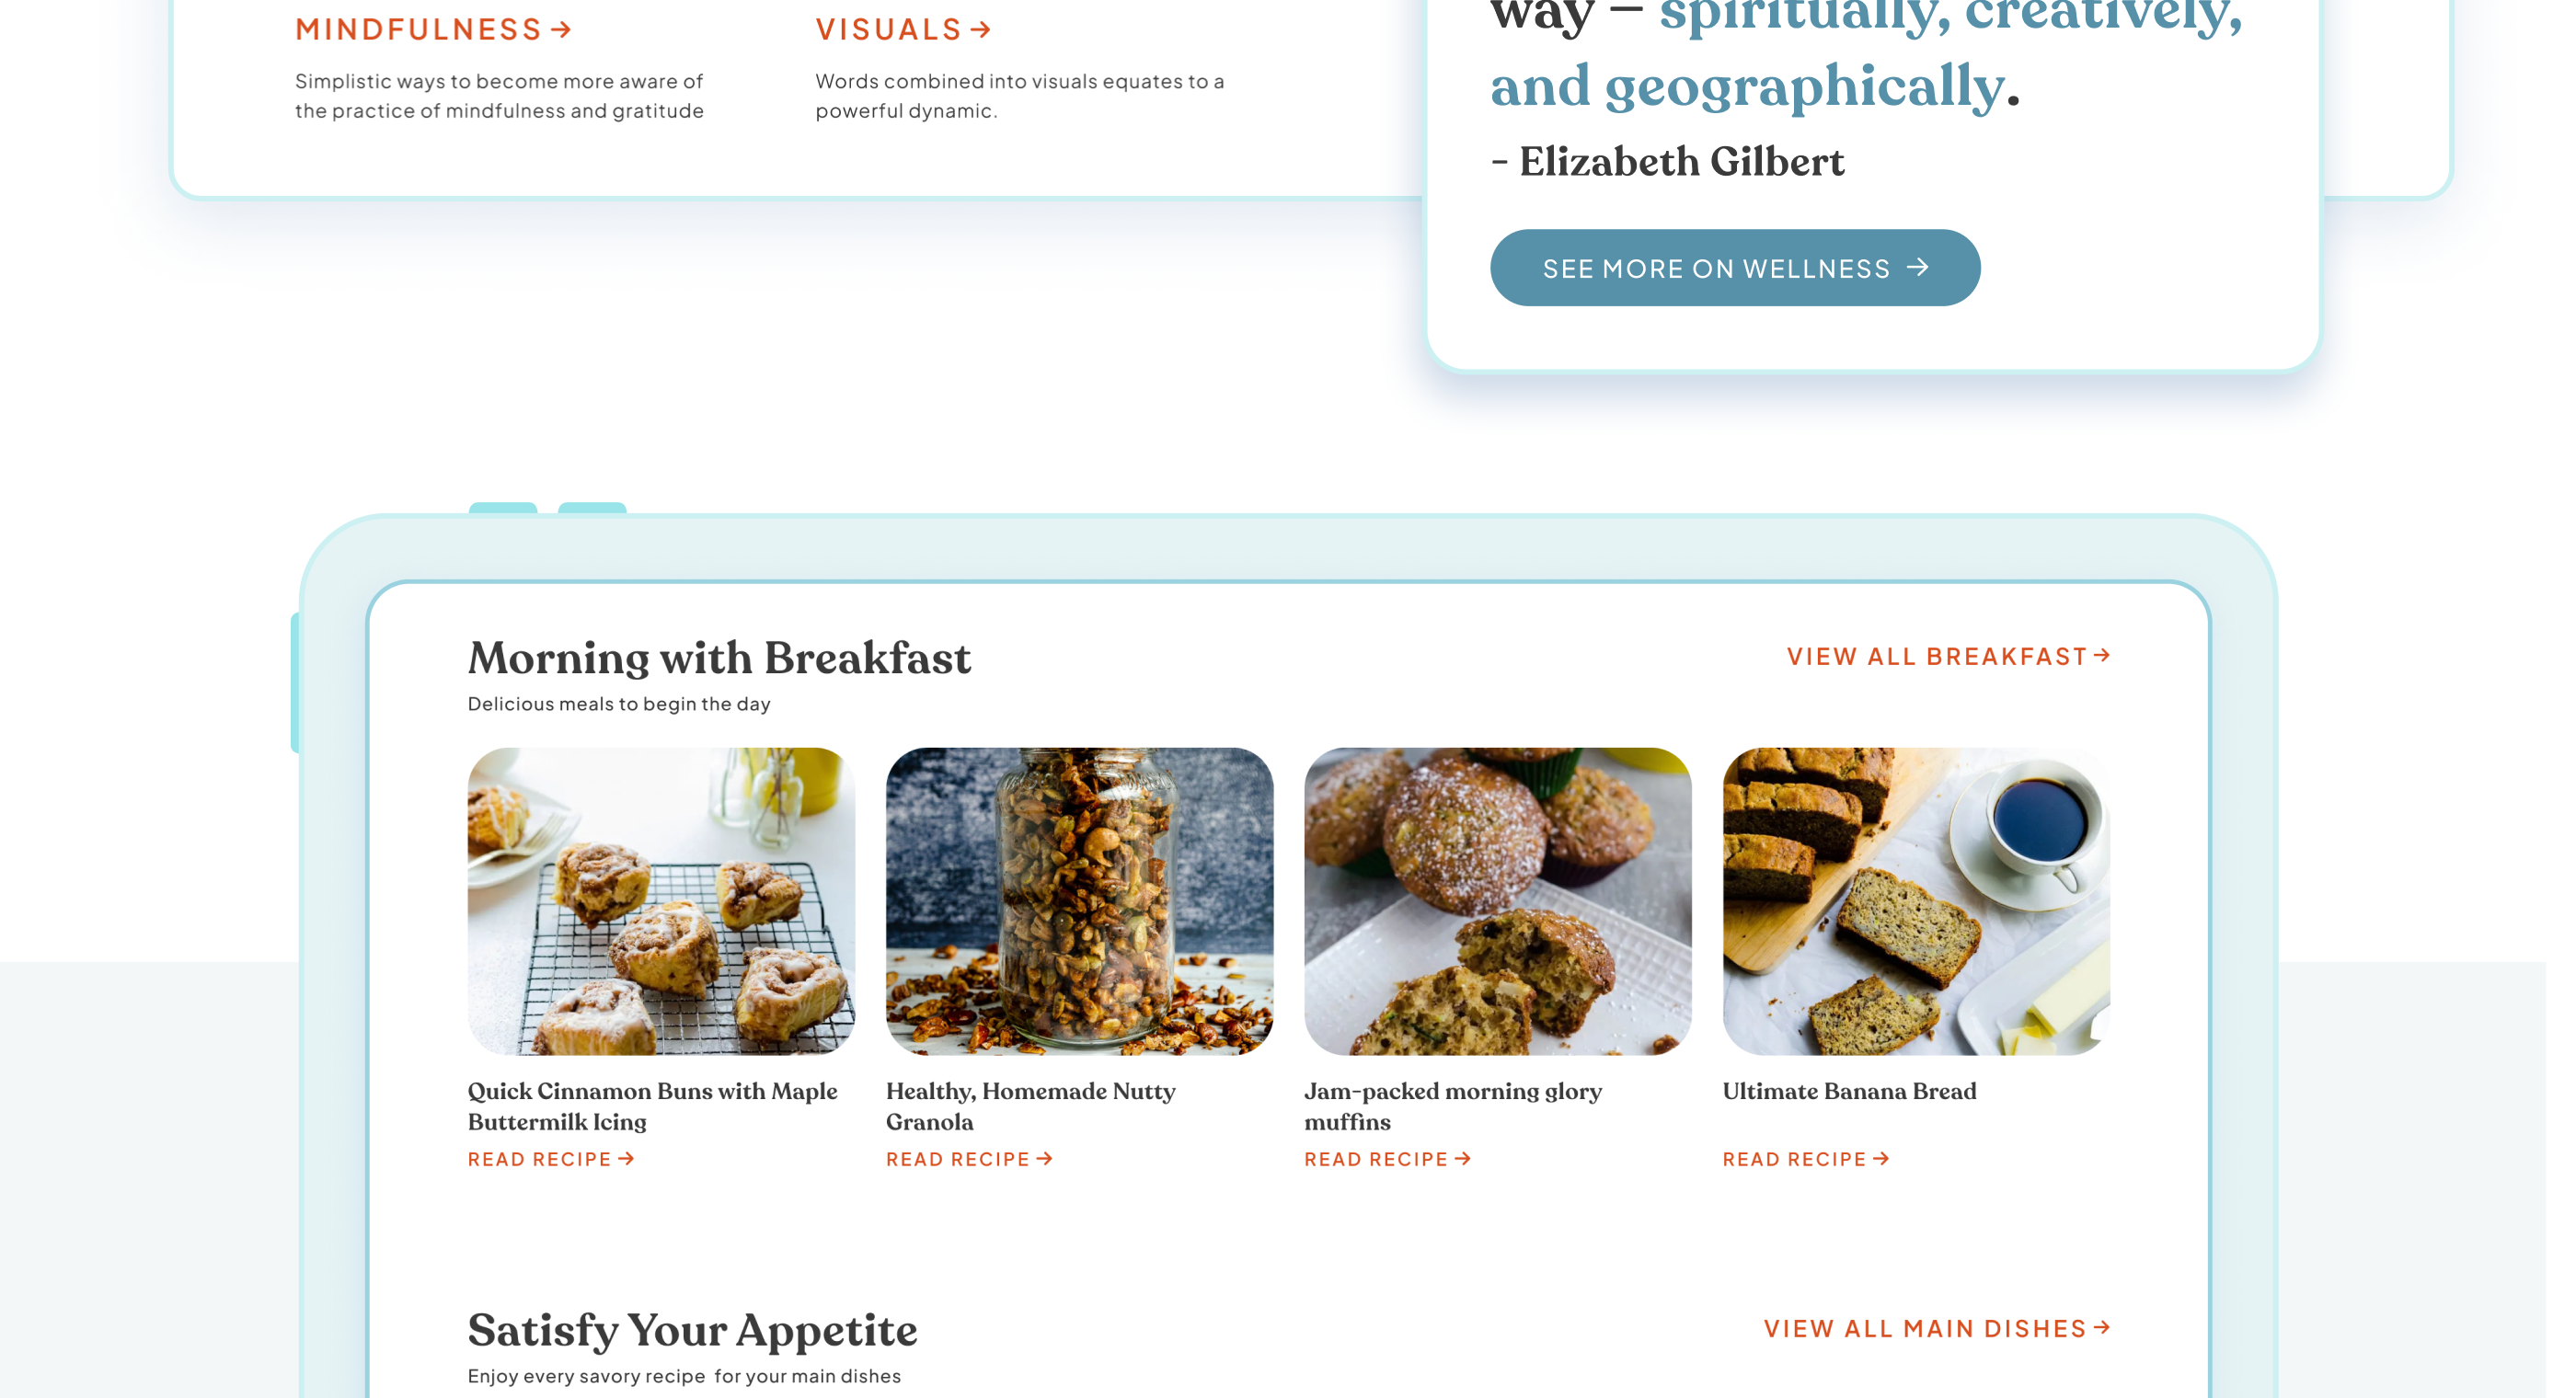 MINDFULNESS →
Simplistic ways to become more aware of
the practice of mindfulness and gratitude
VISUALS →
Words combined into visuals equates to a
powerful dynamic.
way — spiritually, creatively,
and geographically.
- Elizabeth Gilbert
SEE MORE ON WELLNESS →
Morning with Breakfast
Delicious meals to begin the day
VIEW ALL BREAKFAST →
Quick Cinnamon Buns with Maple
Buttermilk Icing
READ RECIPE →
Healthy, Homemade Nutty
Granola
READ RECIPE →
Jam-packed morning glory
muffins
READ RECIPE →
Ultimate Banana Bread
READ RECIPE →
Satisfy Your Appetite
Enjoy every savory recipe  for your main dishes
VIEW ALL MAIN DISHES →